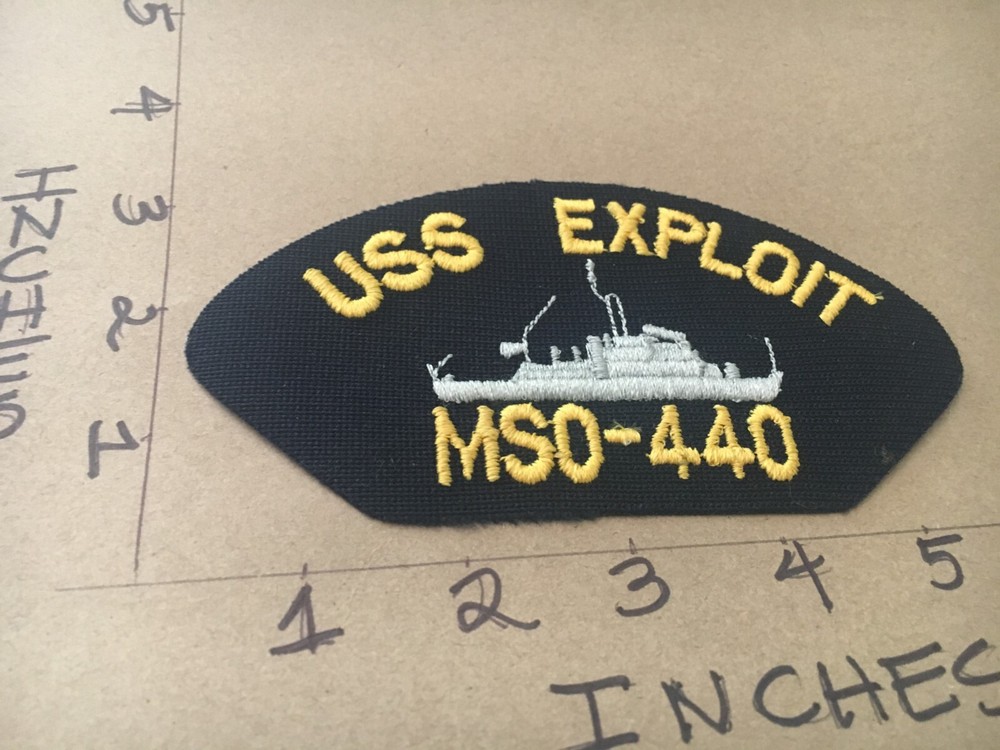 5
4
3
2
1
INCHES
USS EXPLOIT
MSO-440
1 2 3 4 5
INCHES